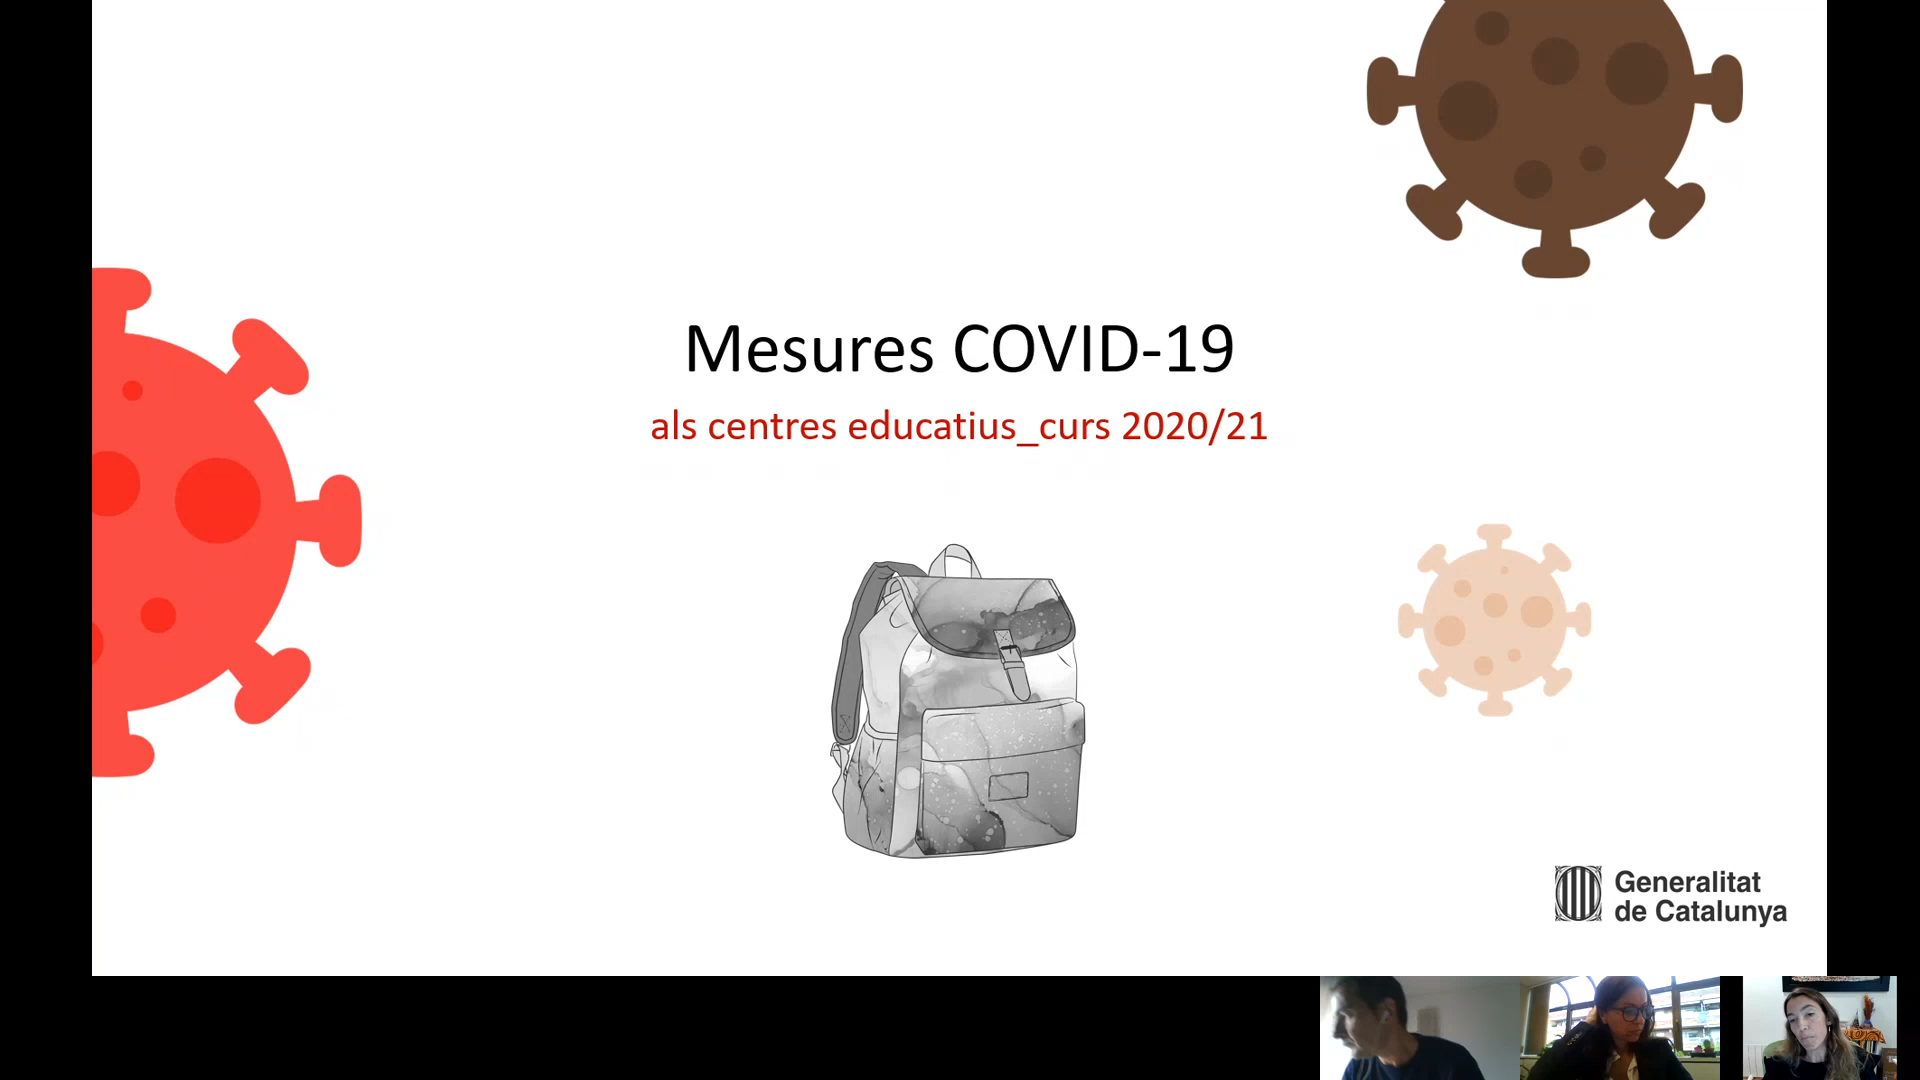 Mesures COVID-19
als centres educatius_curs 2020/21
Generalitat
de Catalunya